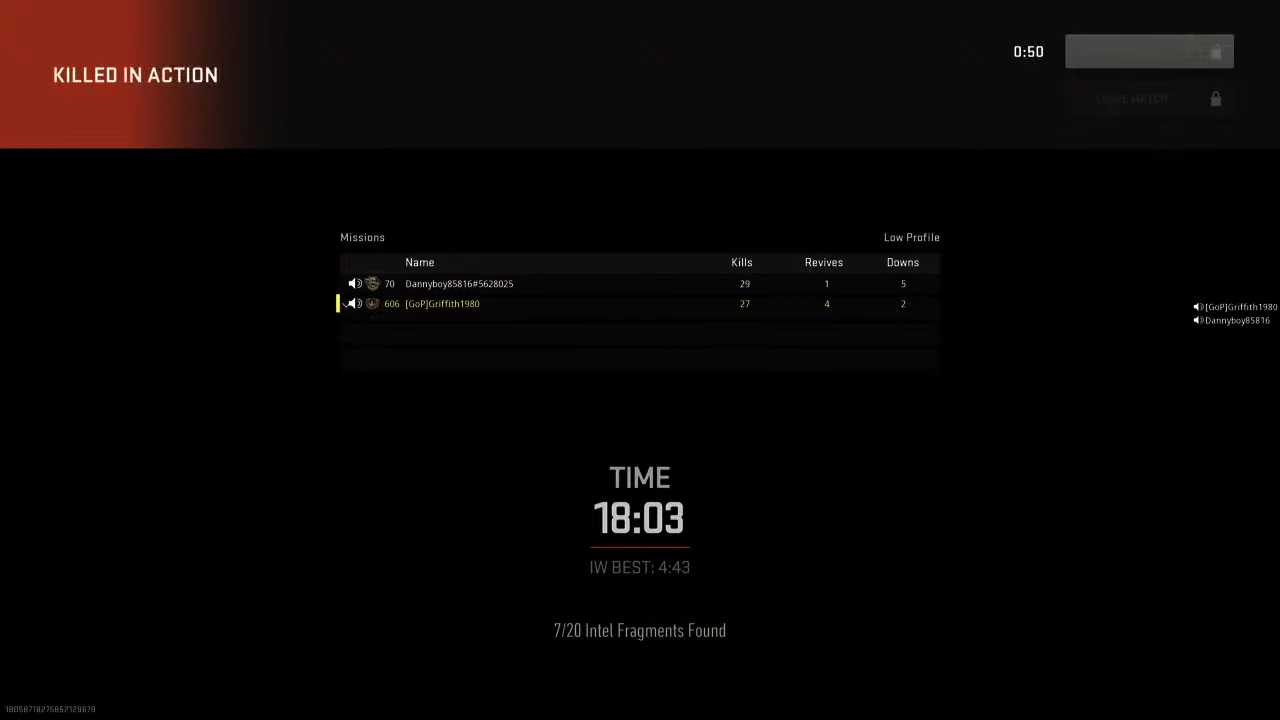 KILLED IN ACTION
0:50
LEAVE MATCH
Missions Low Profile
Name Kills Revives Downs
70 Dannyboy85816#5628025 29 1 5
606 [GoP]Griffith1980 27 4 2
[GoP]Griffith1980
Dannyboy85816
TIME
18:03
IW BEST: 4:43
7/20 Intel Fragments Found